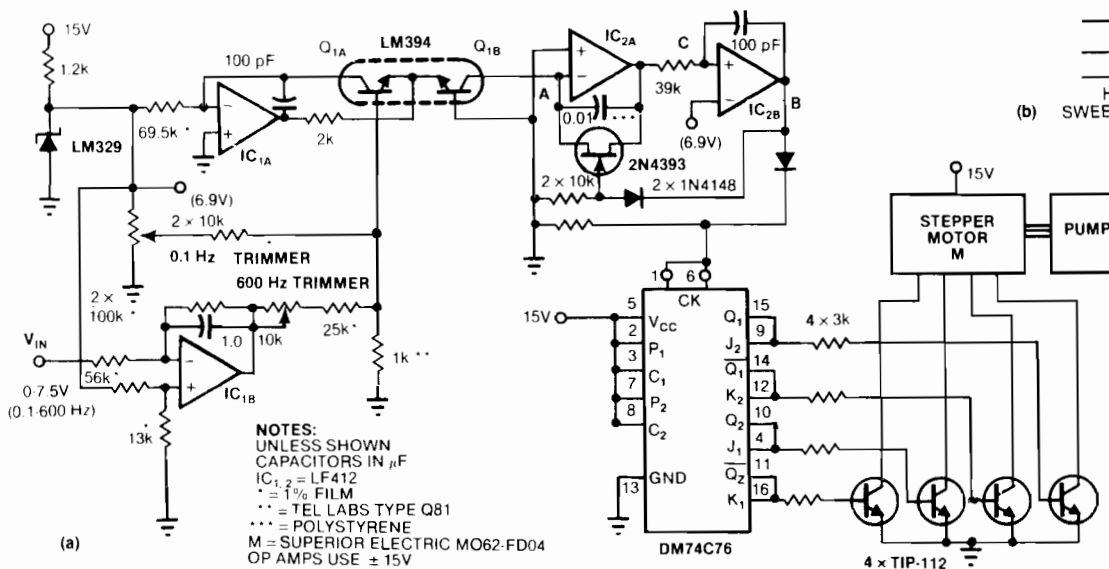 15V
1.2k
LM329
69.5k*
100 pF
IC1A
2k
Q1A
LM394
Q1B
(6.9V)
2 × 10k
0.1 Hz TRIMMER
600 Hz TRIMMER
2 ×
100k*
1.0
10k
25k*
1k **
VIN
0-7.5V
(0.1-600 Hz)
56k*
13k*
IC1B
A
IC2A
0.01 ***
2N4393
2 × 10k
2 × 1N4148
C
39k
100 pF
IC2B
B
(6.9V)
(b)
H
SWEE
15V
STEPPER
MOTOR
M
PUMP
15V
1
6
CK
5
VCC
2
P1
3
C1
7
P2
8
C2
13
GND
15
Q1
9
J2
14
Q1
12
K2
10
Q2
4
J1
11
QZ
16
K1
DM74C76
4 × 3k
4 × TIP-112
NOTES:
UNLESS SHOWN
CAPACITORS IN μF
IC1, 2 = LF412
* = 1% FILM
** = TEL LABS TYPE Q81
*** = POLYSTYRENE
M = SUPERIOR ELECTRIC MO62-FD04
OP AMPS USE ± 15V
(a)